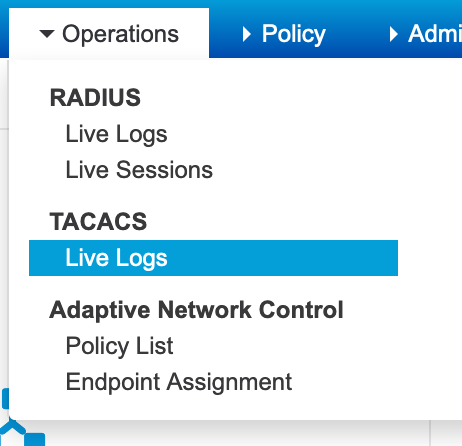 Operations
Policy
Admi
RADIUS
Live Logs
Live Sessions
TACACS
Live Logs
Adaptive Network Control
Policy List
Endpoint Assignment